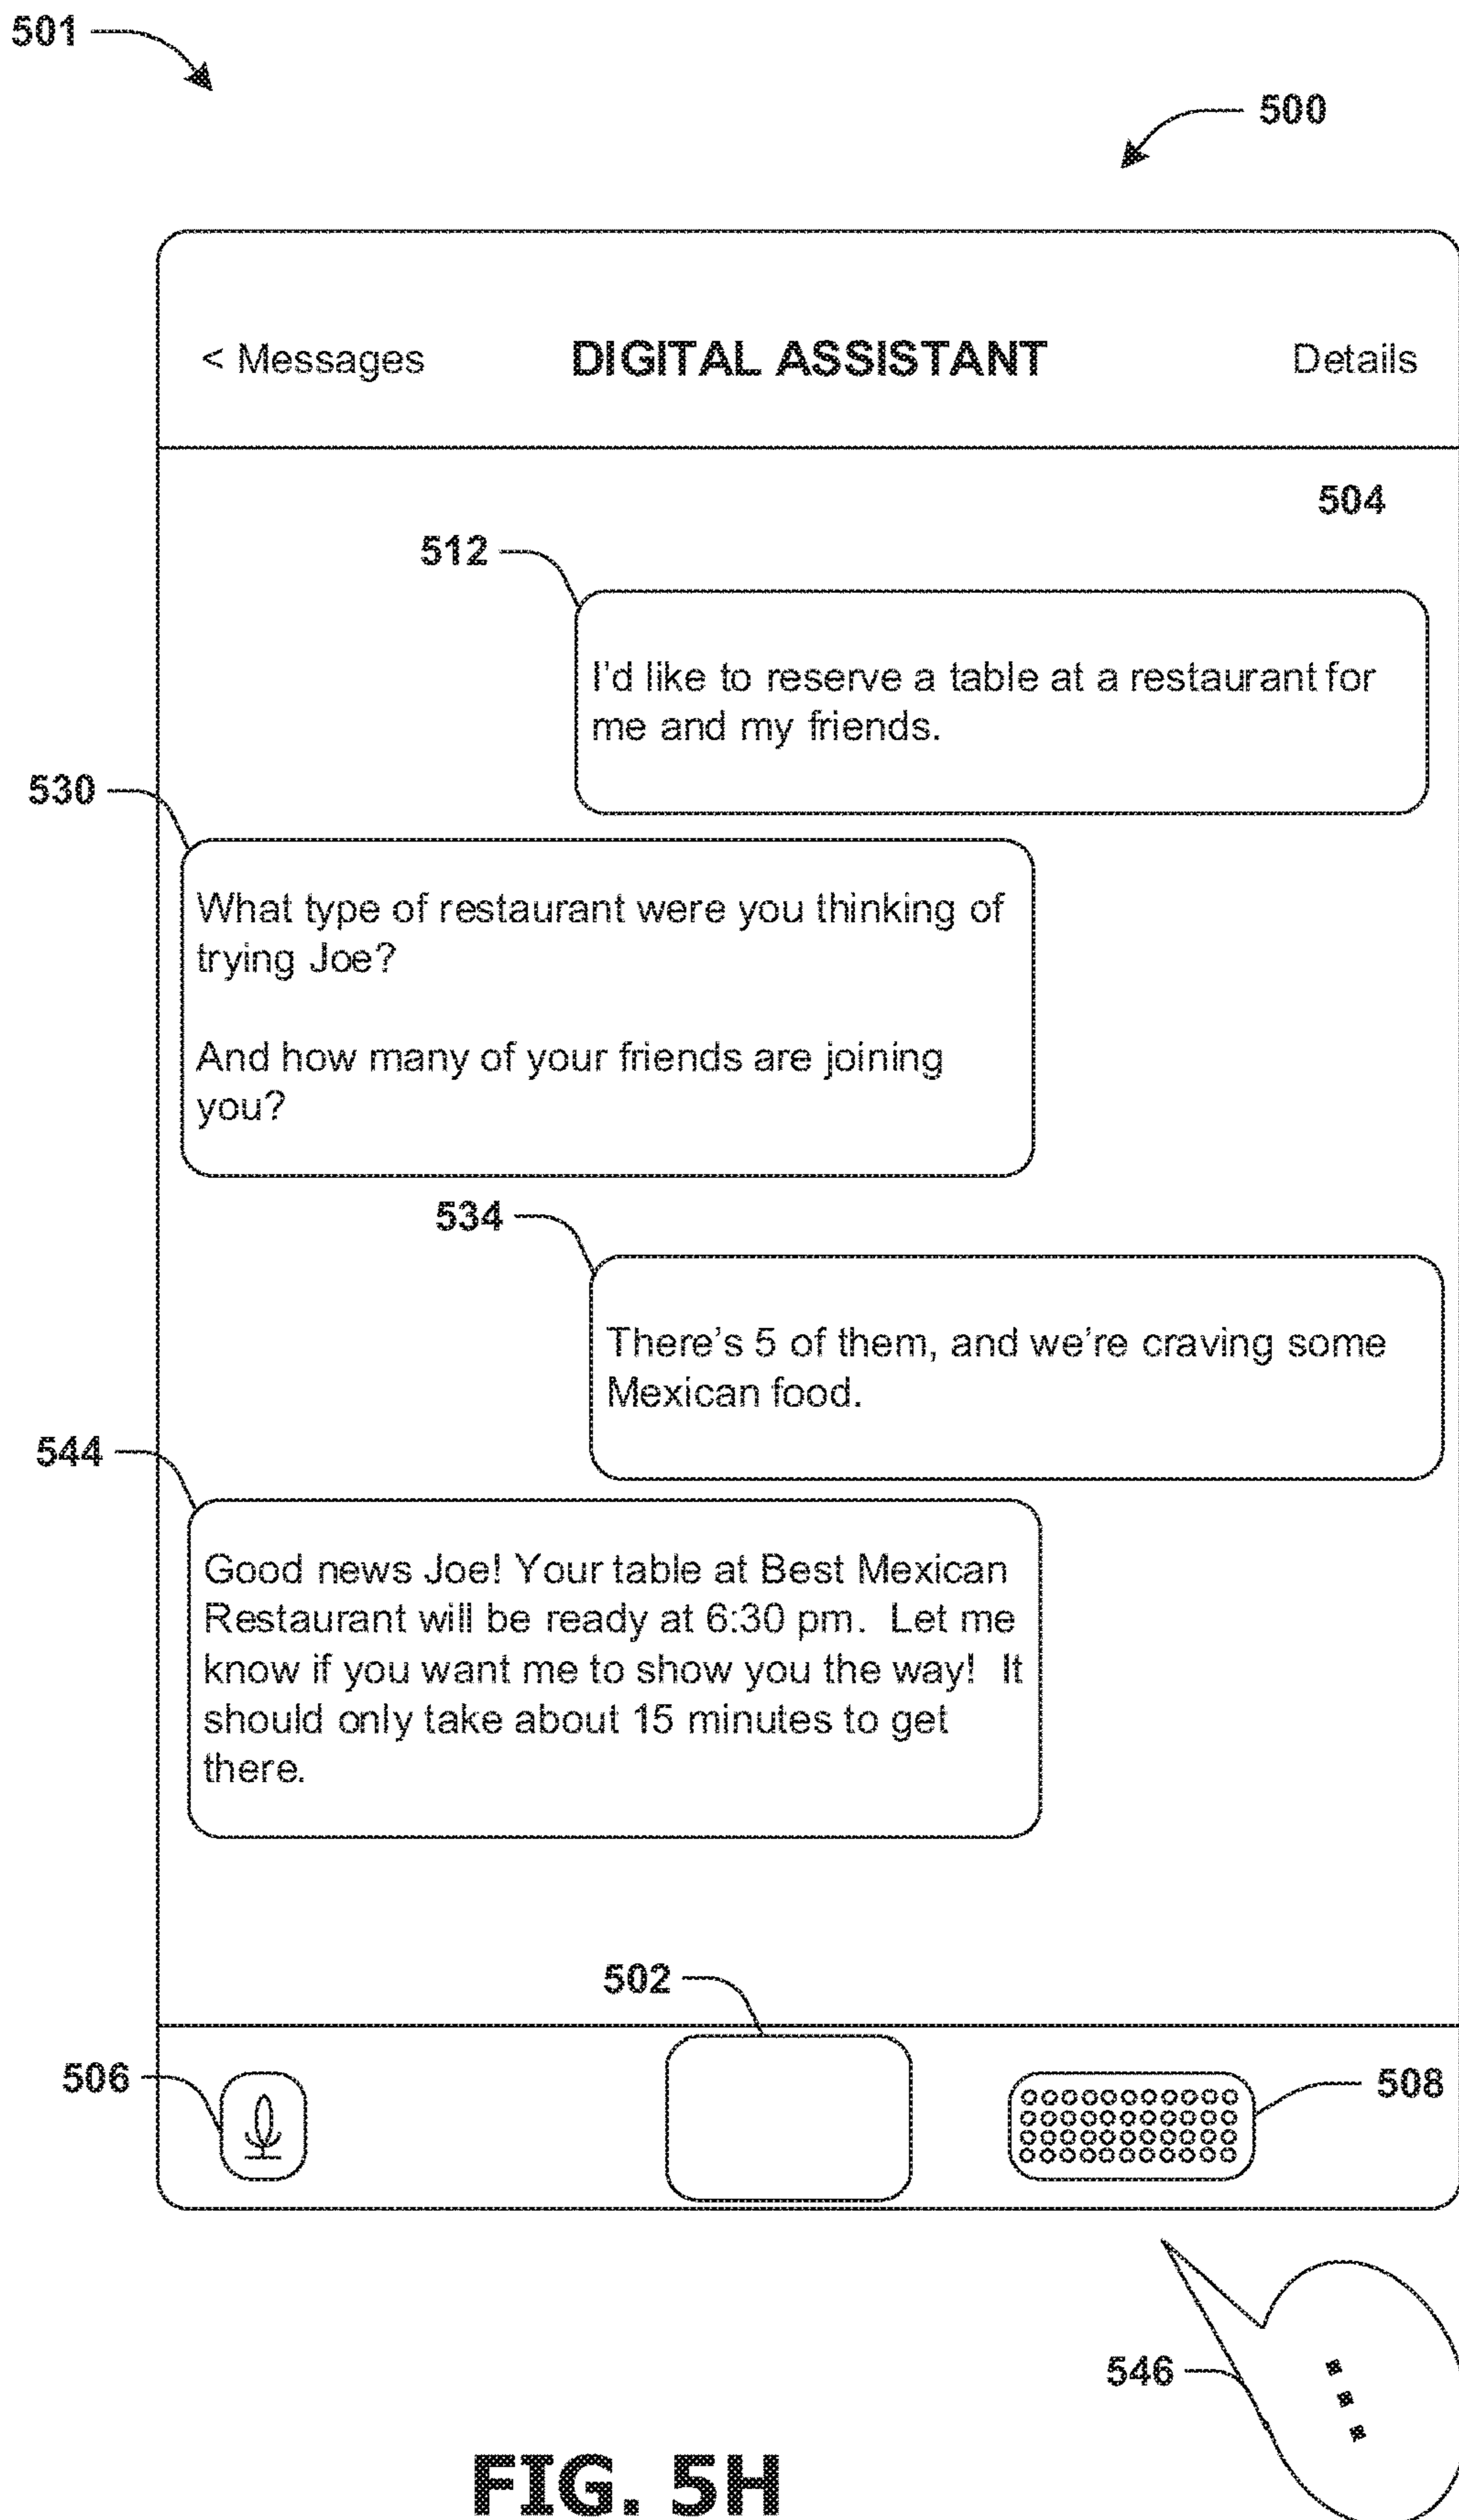 501
500
< Messages DIGITAL ASSISTANT Details
504
512
I'd like to reserve a table at a restaurant for
me and my friends.
530
What type of restaurant were you thinking of
trying Joe?
And how many of your friends are joining
you?
534
There's 5 of them, and we're craving some
Mexican food.
544
Good news Joe! Your table at Best Mexican
Restaurant will be ready at 6:30 pm. Let me
know if you want me to show you the way! It
should only take about 15 minutes to get
there.
502
506
508
546
FIG. 5H